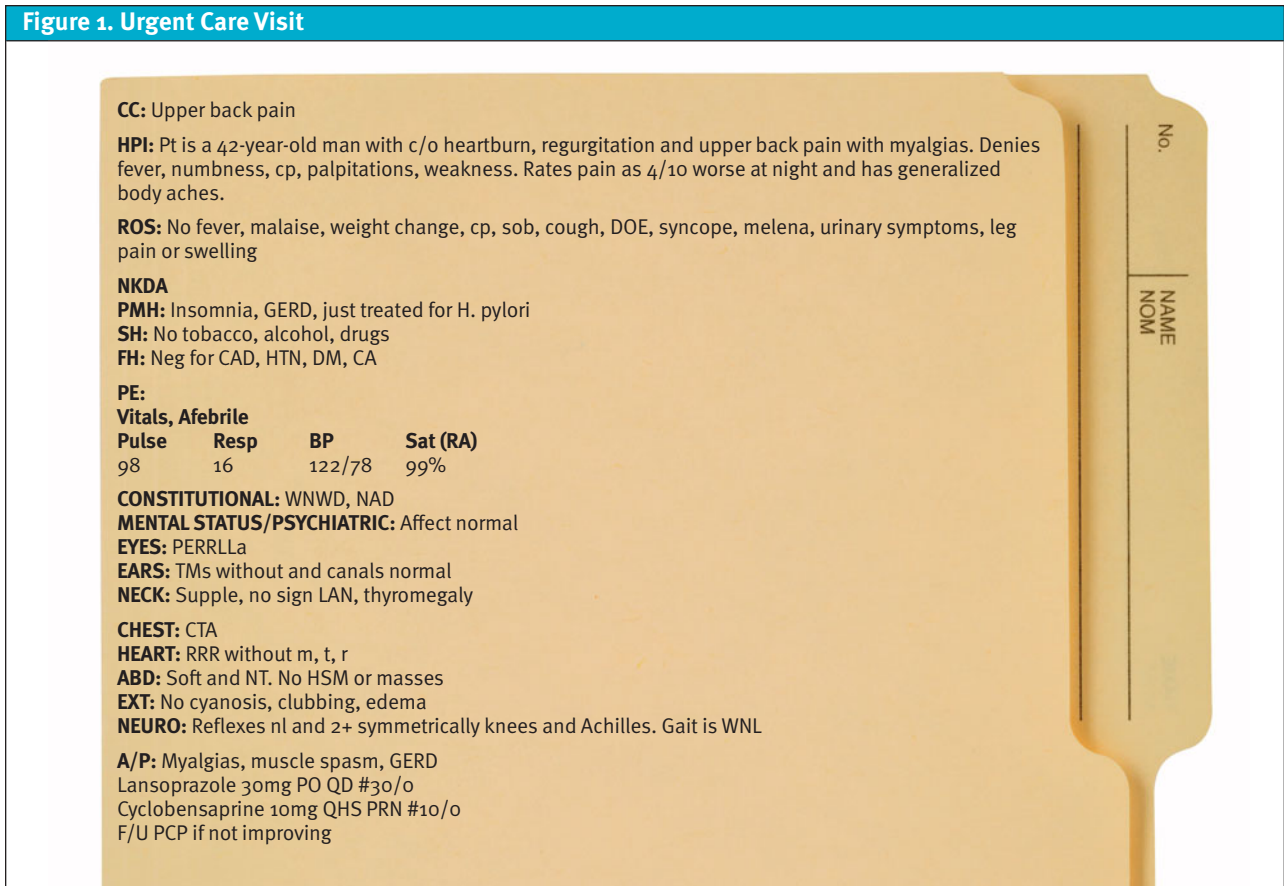 Figure 1. Urgent Care Visit
CC: Upper back pain
HPI: Pt is a 42-year-old man with c/o heartburn, regurgitation and upper back pain with myalgias. Denies
fever, numbness, cp, palpitations, weakness. Rates pain as 4/10 worse at night and has generalized
body aches.
ROS: No fever, malaise, weight change, cp, sob, cough, DOE, syncope, melena, urinary symptoms, leg
pain or swelling
NKDA
PMH: Insomnia, GERD, just treated for H. pylori
SH: No tobacco, alcohol, drugs
FH: Neg for CAD, HTN, DM, CA
PE:
Vitals, Afebrile
Pulse Resp BP Sat (RA)
98 16 122/78 99%
CONSTITUTIONAL: WNWD, NAD
MENTAL STATUS/PSYCHIATRIC: Affect normal
EYES: PERRLLa
EARS: TMs without and canals normal
NECK: Supple, no sign LAN, thyromegaly
CHEST: CTA
HEART: RRR without m, t, r
ABD: Soft and NT. No HSM or masses
EXT: No cyanosis, clubbing, edema
NEURO: Reflexes nl and 2+ symmetrically knees and Achilles. Gait is WNL
A/P: Myalgias, muscle spasm, GERD
Lansoprazole 30mg PO QD #30/0
Cyclobensaprine 10mg QHS PRN #10/0
F/U PCP if not improving
No.
NAME
NOM